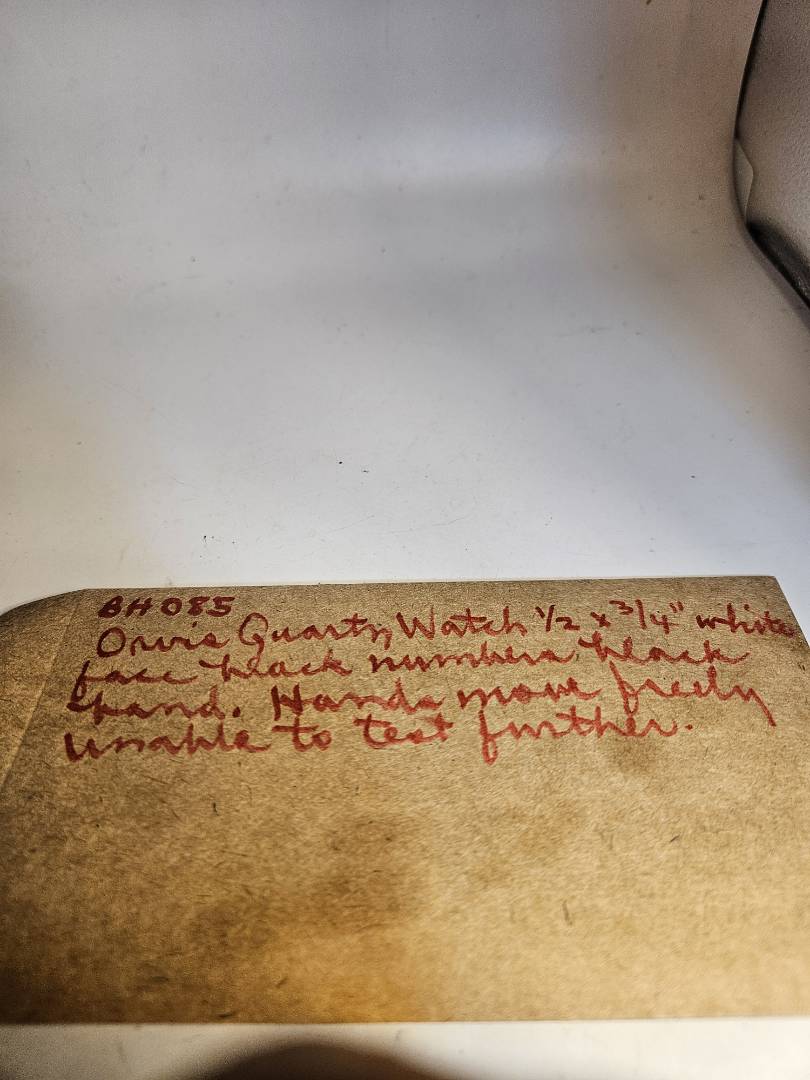 BH085
Orvis Quartz Watch 1/2 x 3/4" white
face black numbers, black
band. Hands move freely
unable to test further.